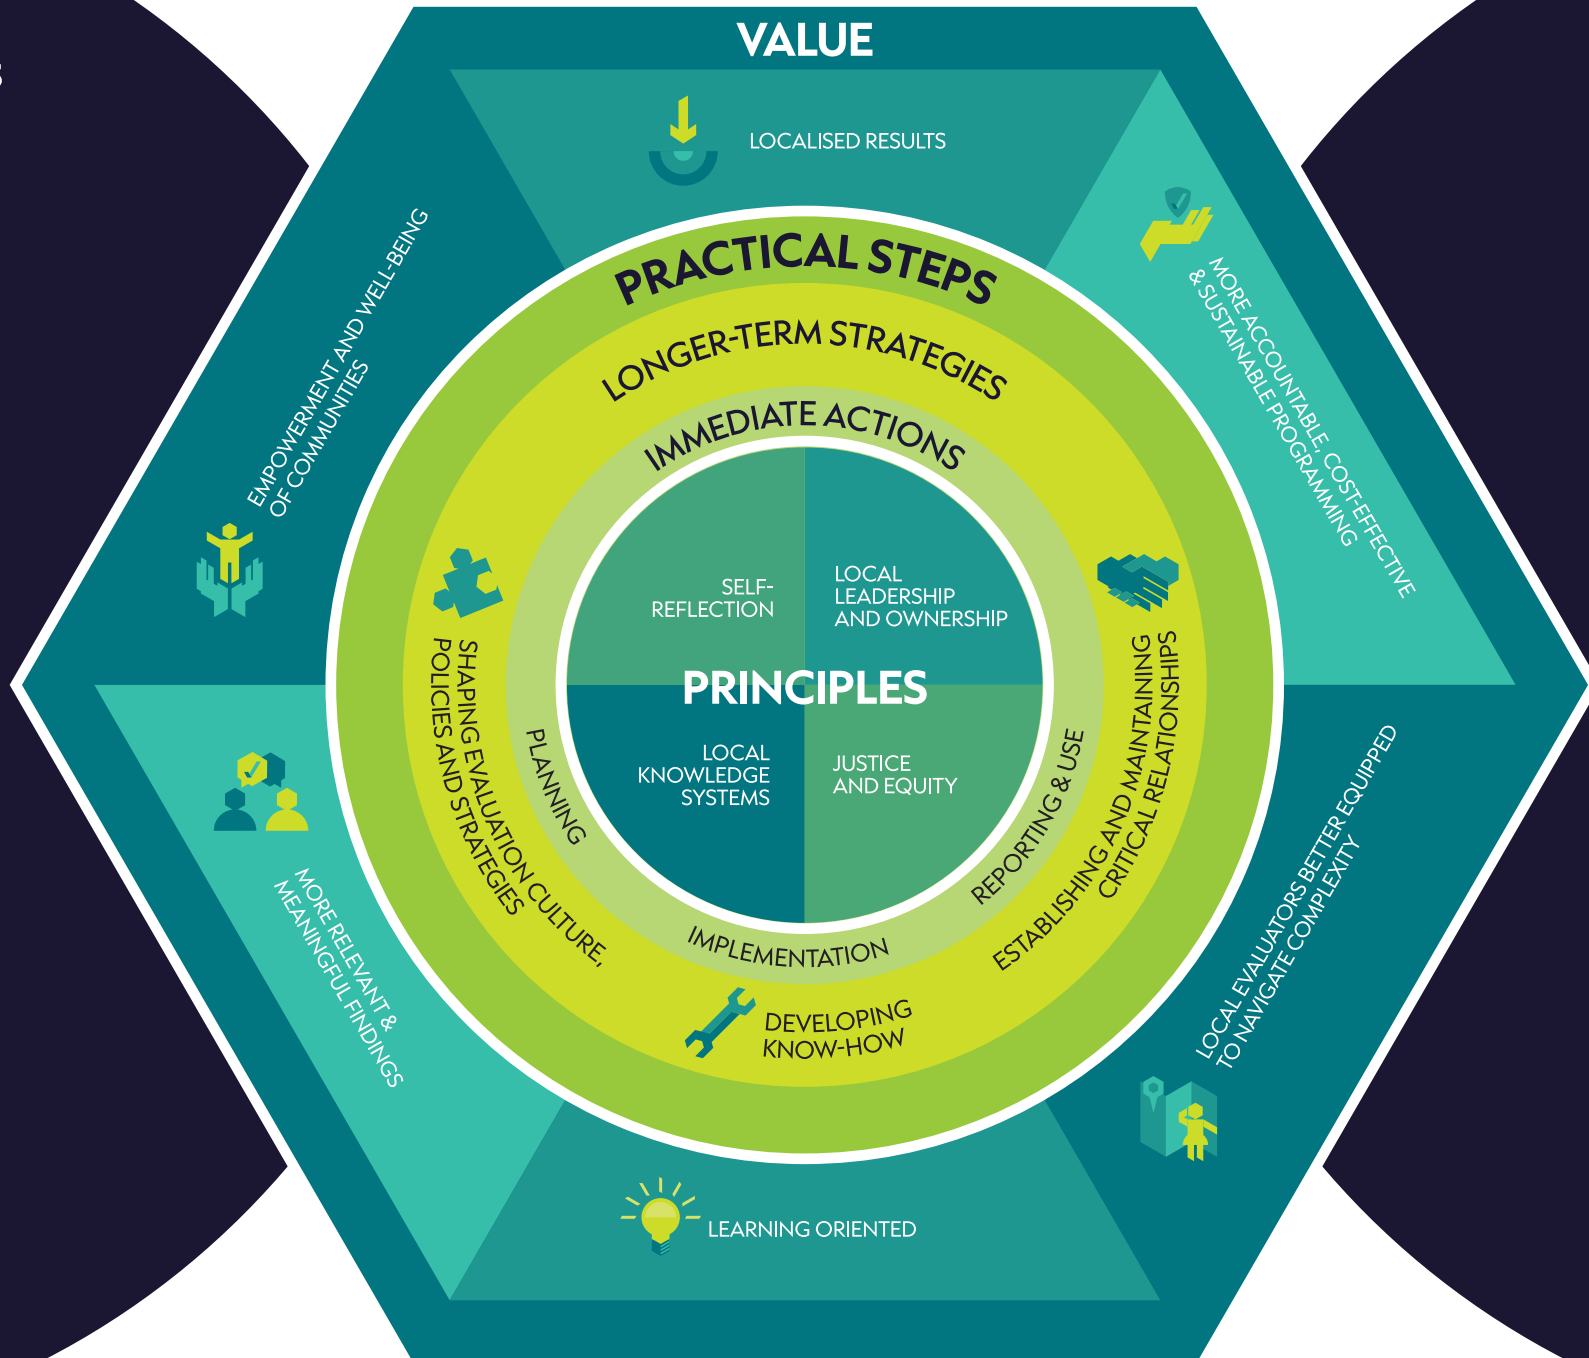 VALUE
LOCALISED RESULTS
MORE ACCOUNTABLE, COST-EFFECTIVE
& SUSTAINABLE PROGRAMMING
LOCAL EVALUATORS BETTER EQUIPPED
TO NAVIGATE COMPLEXITY
LEARNING ORIENTED
MORE RELEVANT &
MEANINGFUL FINDINGS
EMPOWERMENT AND WELL-BEING
OF COMMUNITIES
PRACTICAL STEPS
LONGER-TERM STRATEGIES
ESTABLISHING AND MAINTAINING
CRITICAL RELATIONSHIPS
DEVELOPING
KNOW-HOW
SHAPING EVALUATION CULTURE,
POLICIES AND STRATEGIES
IMMEDIATE ACTIONS
PLANNING
IMPLEMENTATION
REPORTING & USE
PRINCIPLES
SELF-
REFLECTION
LOCAL
LEADERSHIP
AND OWNERSHIP
LOCAL
KNOWLEDGE
SYSTEMS
JUSTICE
AND EQUITY